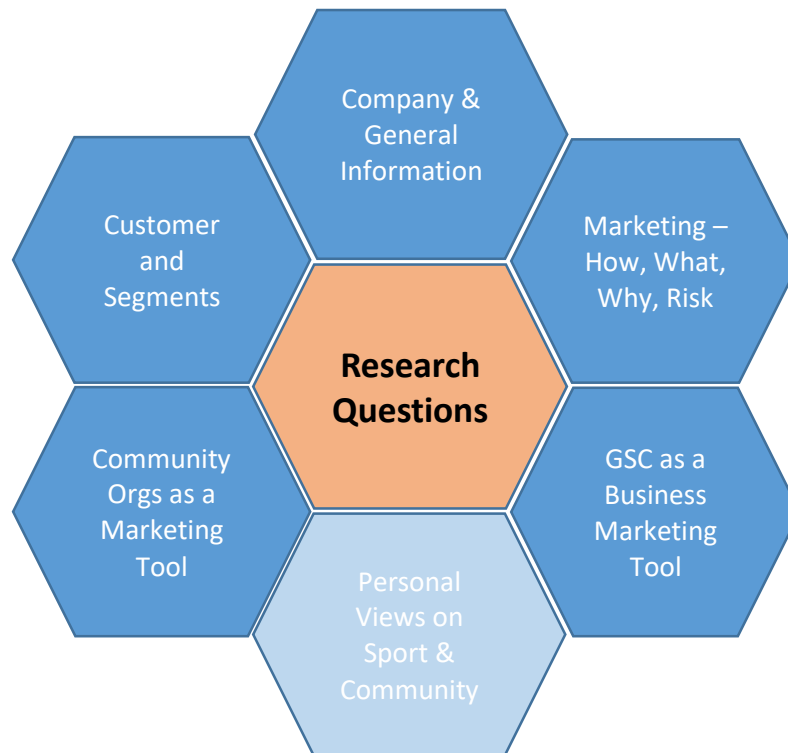 Company &
General
Information
Customer
and
Segments
Marketing –
How, What,
Why, Risk
Research
Questions
Community
Orgs as a
Marketing
Tool
GSC as a
Business
Marketing
Tool
Personal
Views on
Sport &
Community